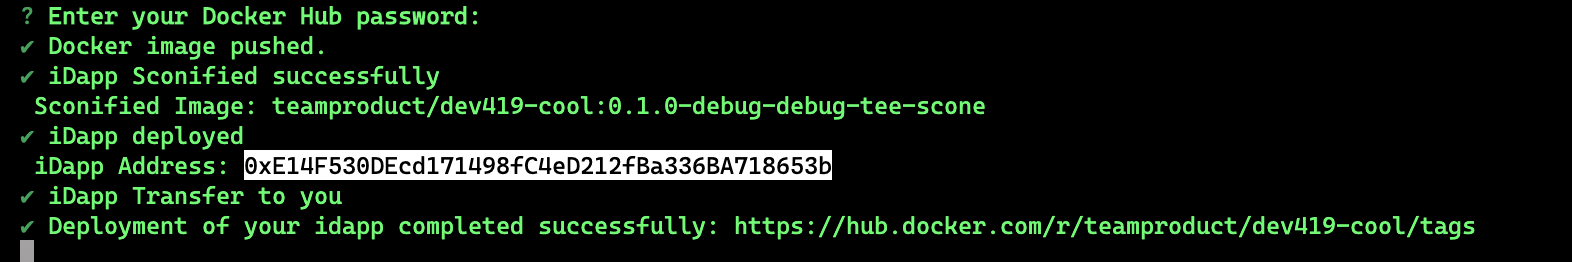 ? Enter your Docker Hub password:
✔ Docker image pushed.
✔ iDapp Sconified successfully
Sconified Image: teamproduct/dev419-cool:0.1.0-debug-debug-tee-scone
✔ iDapp deployed
iDapp Address: 0xE14F530DEcd171498fC4eD212fBa336BA718653b
✔ iDapp Transfer to you
✔ Deployment of your idapp completed successfully: https://hub.docker.com/r/teamproduct/dev419-cool/tags